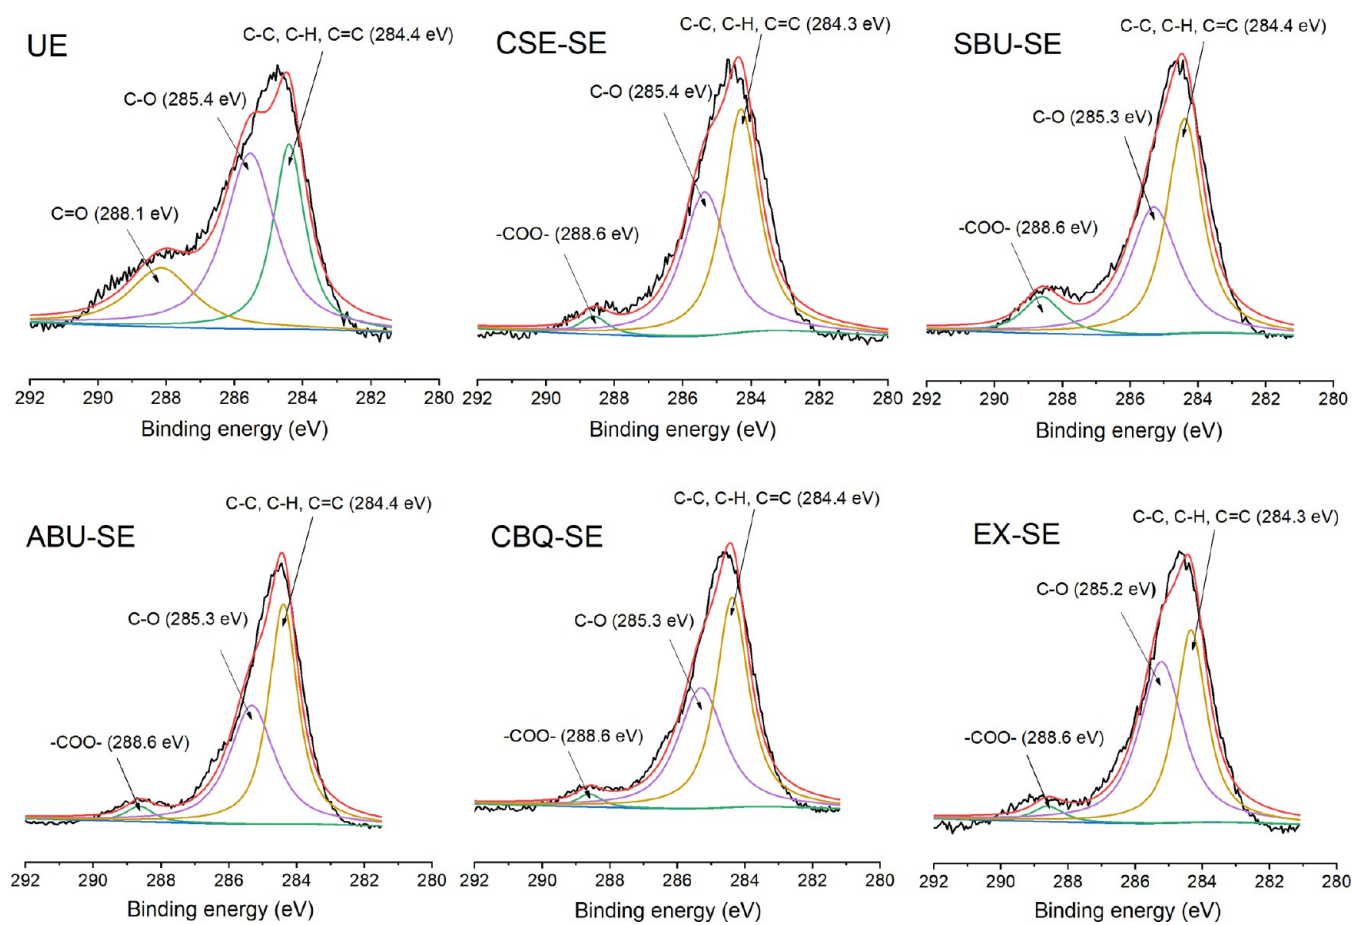 UE
C-C, C-H, C=C (284.4 eV)
C-O (285.4 eV)
C=O (288.1 eV)
292 290 288 286 284 282 280
Binding energy (eV)
CSE-SE
C-C, C-H, C=C (284.3 eV)
C-O (285.4 eV)
-COO- (288.6 eV)
292 290 288 286 284 282 280
Binding energy (eV)
SBU-SE
C-C, C-H, C=C (284.4 eV)
C-O (285.3 eV)
-COO- (288.6 eV)
292 290 288 286 284 282 280
Binding energy (eV)
ABU-SE
C-C, C-H, C=C (284.4 eV)
C-O (285.3 eV)
-COO- (288.6 eV)
292 290 288 286 284 282 280
Binding energy (eV)
CBQ-SE
C-C, C-H, C=C (284.4 eV)
C-O (285.3 eV)
-COO- (288.6 eV)
292 290 288 286 284 282 280
Binding energy (eV)
EX-SE
C-C, C-H, C=C (284.3 eV)
C-O (285.2 eV)
-COO- (288.6 eV)
292 290 288 286 284 282 280
Binding energy (eV)